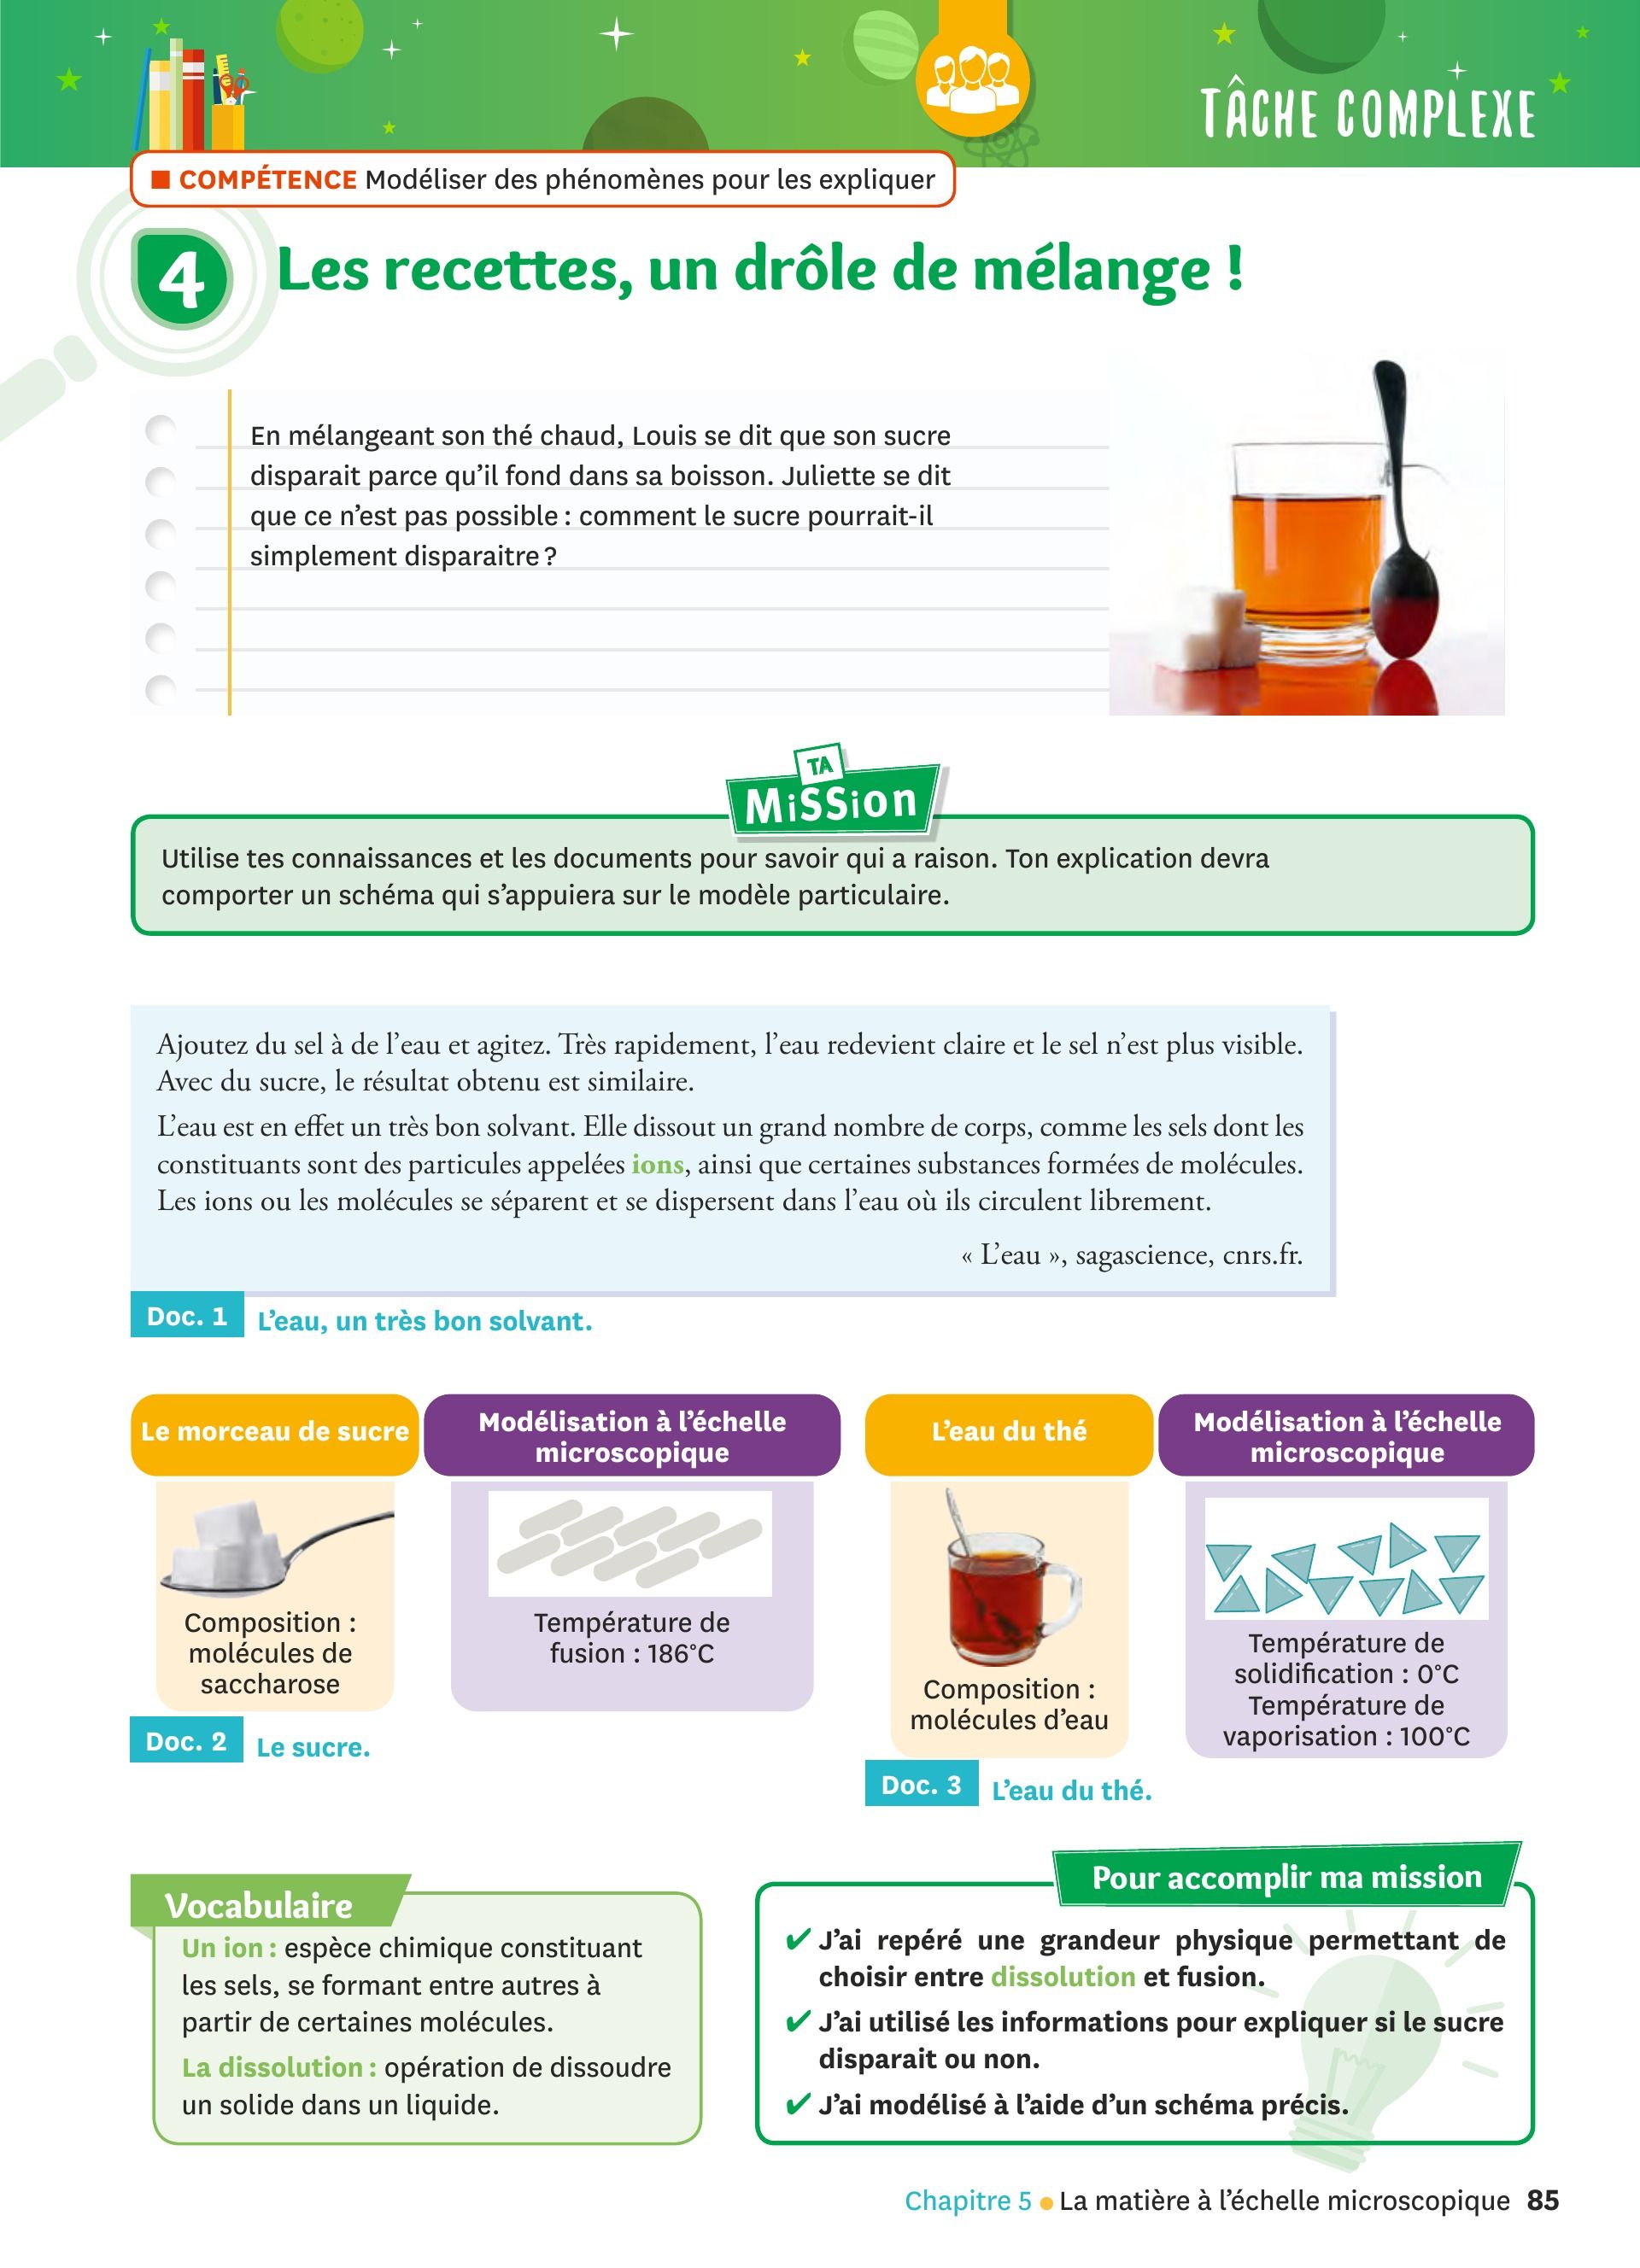 TÂCHE COMPLEXE
■ COMPÉTENCE Modéliser des phénomènes pour les expliquer
4 Les recettes, un drôle de mélange !
En mélangeant son thé chaud, Louis se dit que son sucre
disparait parce qu’il fond dans sa boisson. Juliette se dit
que ce n’est pas possible : comment le sucre pourrait-il
simplement disparaitre ?
TA
MiSSion
Utilise tes connaissances et les documents pour savoir qui a raison. Ton explication devra
comporter un schéma qui s’appuiera sur le modèle particulaire.
Ajoutez du sel à de l’eau et agitez. Très rapidement, l’eau redevient claire et le sel n’est plus visible.
Avec du sucre, le résultat obtenu est similaire.
L’eau est en effet un très bon solvant. Elle dissout un grand nombre de corps, comme les sels dont les
constituants sont des particules appelées ions, ainsi que certaines substances formées de molécules.
Les ions ou les molécules se séparent et se dispersent dans l’eau où ils circulent librement.
« L’eau », sagascience, cnrs.fr.
Doc. 1 L’eau, un très bon solvant.
Le morceau de sucre
Modélisation à l’échelle
microscopique
Composition :
molécules de
saccharose
Température de
fusion : 186°C
Doc. 2 Le sucre.
L’eau du thé
Modélisation à l’échelle
microscopique
Composition :
molécules d’eau
Température de
solidification : 0°C
Température de
vaporisation : 100°C
Doc. 3 L’eau du thé.
Vocabulaire
Un ion : espèce chimique constituant
les sels, se formant entre autres à
partir de certaines molécules.
La dissolution : opération de dissoudre
un solide dans un liquide.
Pour accomplir ma mission
✔ J’ai repéré une grandeur physique permettant de
choisir entre dissolution et fusion.
✔ J’ai utilisé les informations pour expliquer si le sucre
disparait ou non.
✔ J’ai modélisé à l’aide d’un schéma précis.
Chapitre 5 ● La matière à l’échelle microscopique 85